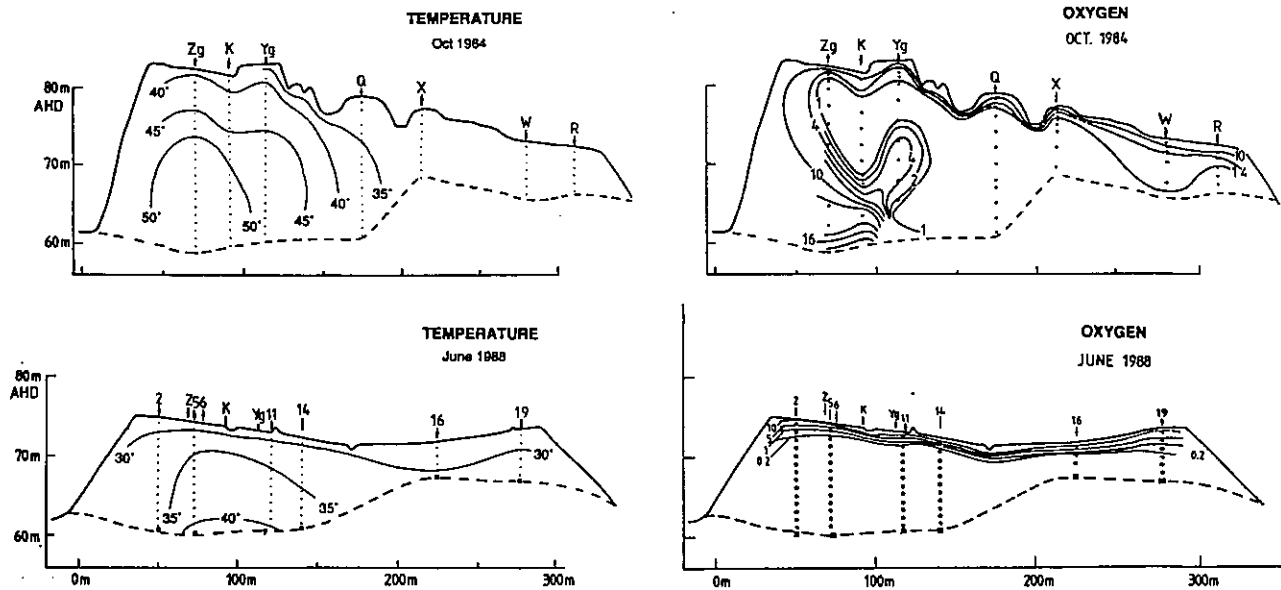 TEMPERATURE
Oct 1984
Zg K Yg
Q
X
W R
80m
AHD
70m
60m
40°
45°
50°
50°
45°
40°
35°
OXYGEN
OCT. 1984
Zg K Yg
Q
X
W R
4
10
16
4
2
1
10
4
1
TEMPERATURE
June 1988
80m
AHD
70m
60m
2 Z56 K Yg11 14 16 19
30°
35°
40°
35°
30°
0m 100m 200m 300m
OXYGEN
JUNE 1988
2 Z56 K Yg 11 14 16 19
10
5
1
0.2
0.2
0m 100m 200m 300m